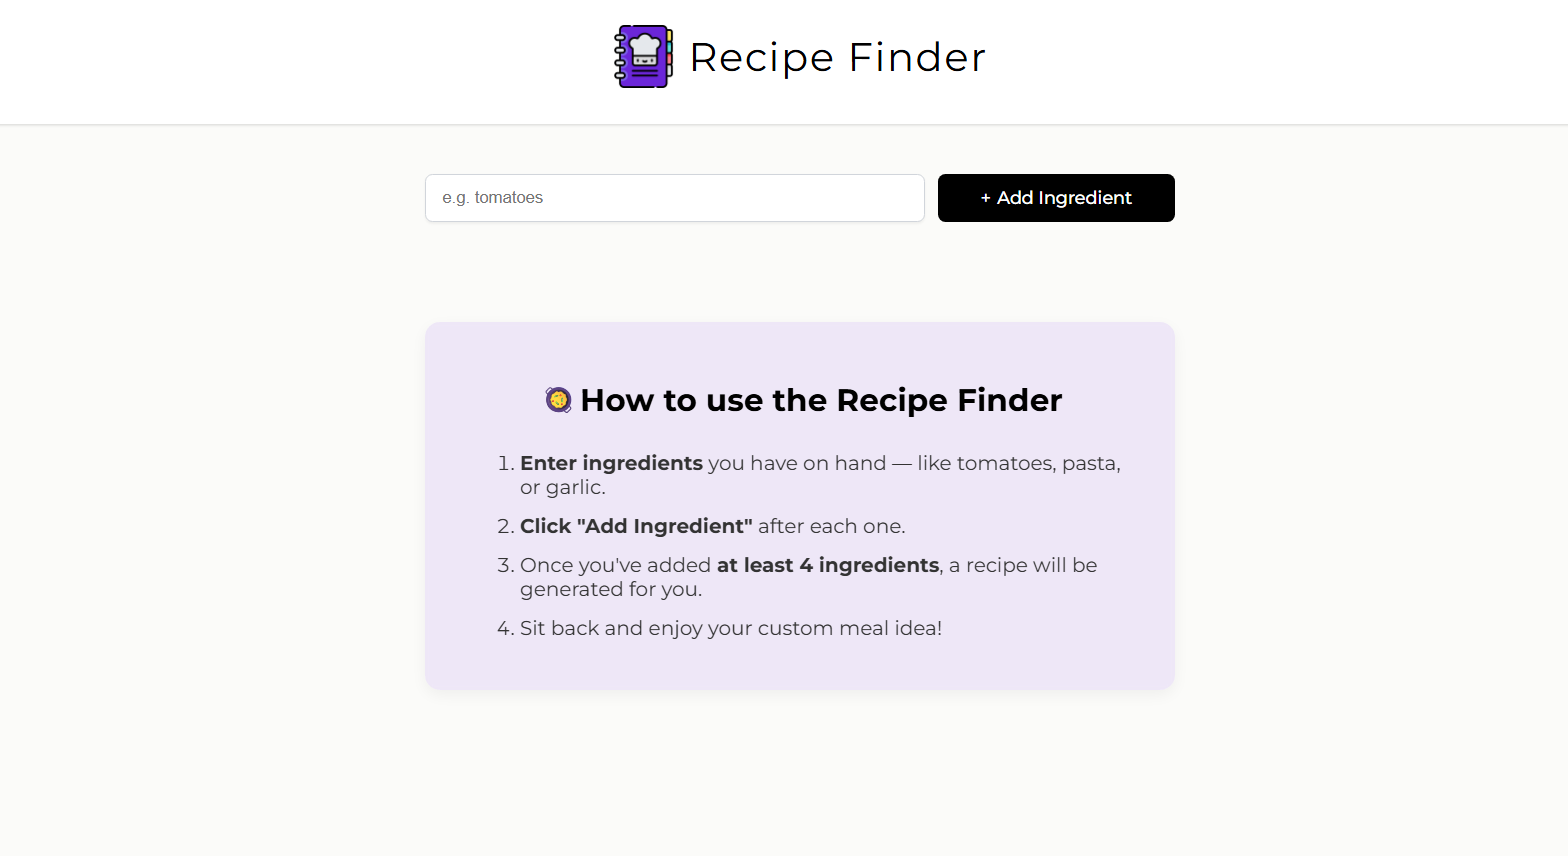 Recipe Finder
e.g. tomatoes
+ Add Ingredient
How to use the Recipe Finder
1. Enter ingredients you have on hand — like tomatoes, pasta,
or garlic.
2. Click "Add Ingredient" after each one.
3. Once you've added at least 4 ingredients, a recipe will be
generated for you.
4. Sit back and enjoy your custom meal idea!